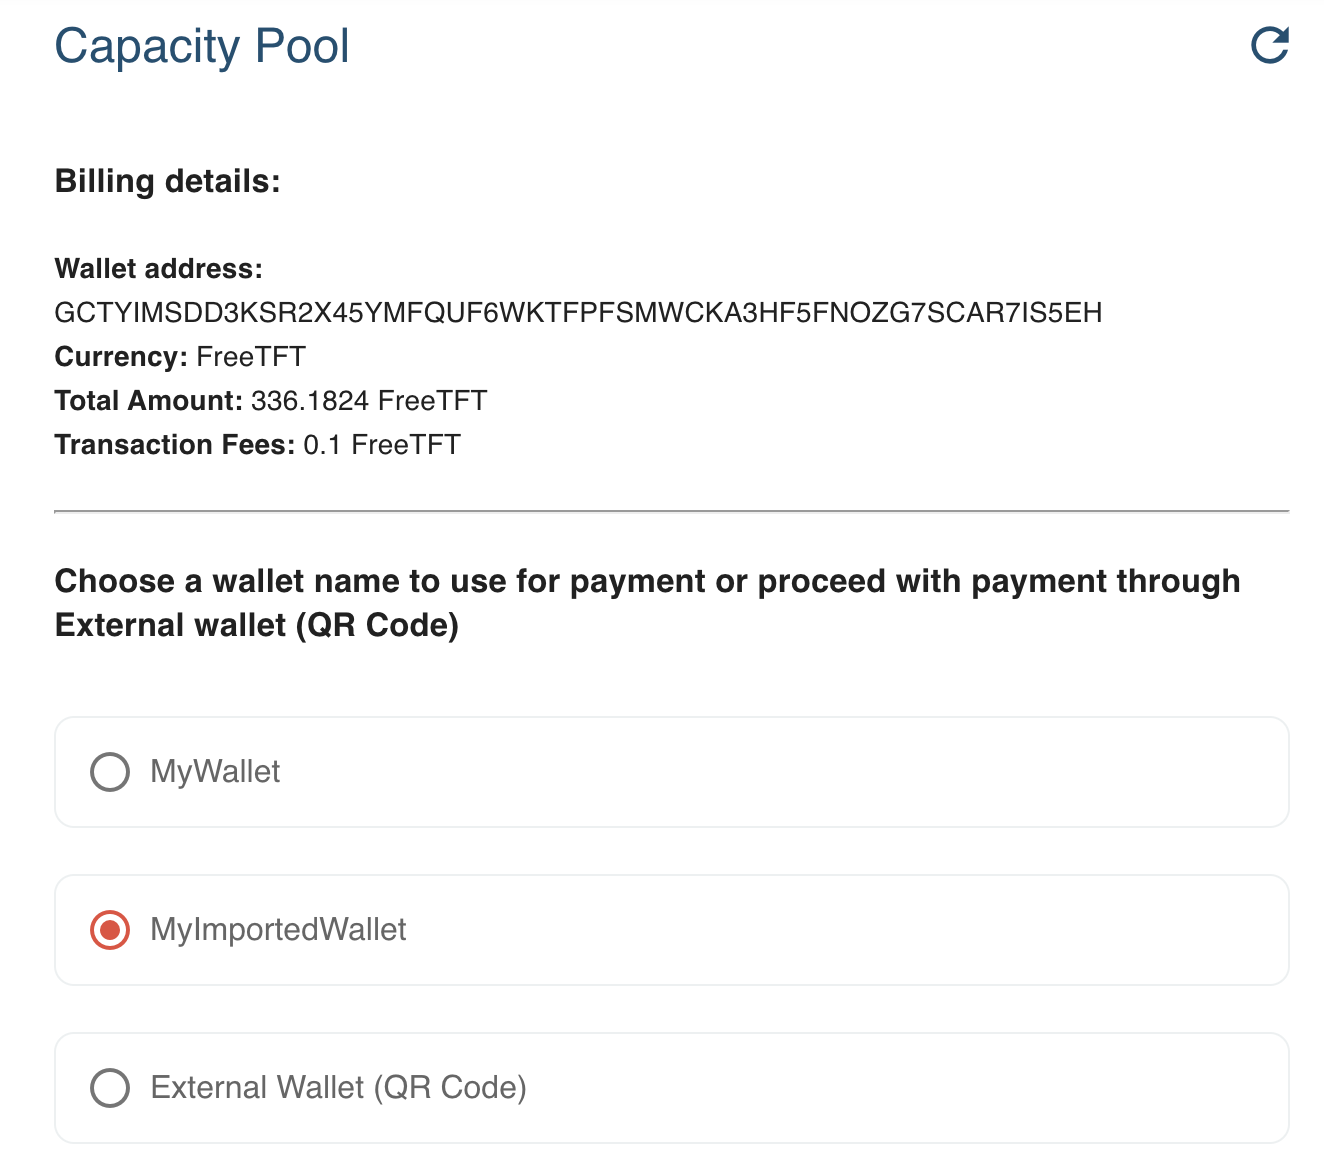 Capacity Pool
Billing details:
Wallet address:
GCTYIMSDD3KSR2X45YMFQUF6WKTFPFSMWCKA3HF5FNOZG7SCAR7IS5EH
Currency: FreeTFT
Total Amount: 336.1824 FreeTFT
Transaction Fees: 0.1 FreeTFT
Choose a wallet name to use for payment or proceed with payment through
External wallet (QR Code)
MyWallet
MyImportedWallet
External Wallet (QR Code)